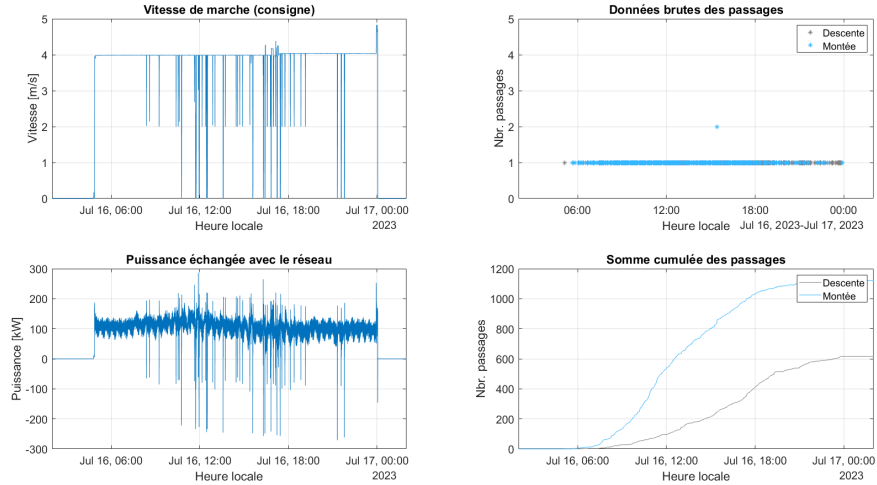 Vitesse de marche (consigne)
5
4
3
2
1
0
Vitesse [m/s]
Jul 16, 06:00
Jul 16, 12:00
Jul 16, 18:00
Jul 17, 00:00
Heure locale
2023
Données brutes des passages
Descente
Montée
5
4
3
2
1
0
Nbr. passages
06:00
12:00
18:00
00:00
Heure locale
Jul 16, 2023-Jul 17, 2023
Puissance échangée avec le réseau
300
200
100
0
-100
-200
-300
Puissance [kW]
Jul 16, 06:00
Jul 16, 12:00
Jul 16, 18:00
Jul 17, 00:00
Heure locale
2023
Somme cumulée des passages
Descente
Montée
1200
1000
800
600
400
200
0
Nbr. passages
Jul 16, 06:00
Jul 16, 12:00
Jul 16, 18:00
Jul 17, 00:00
Heure locale
2023